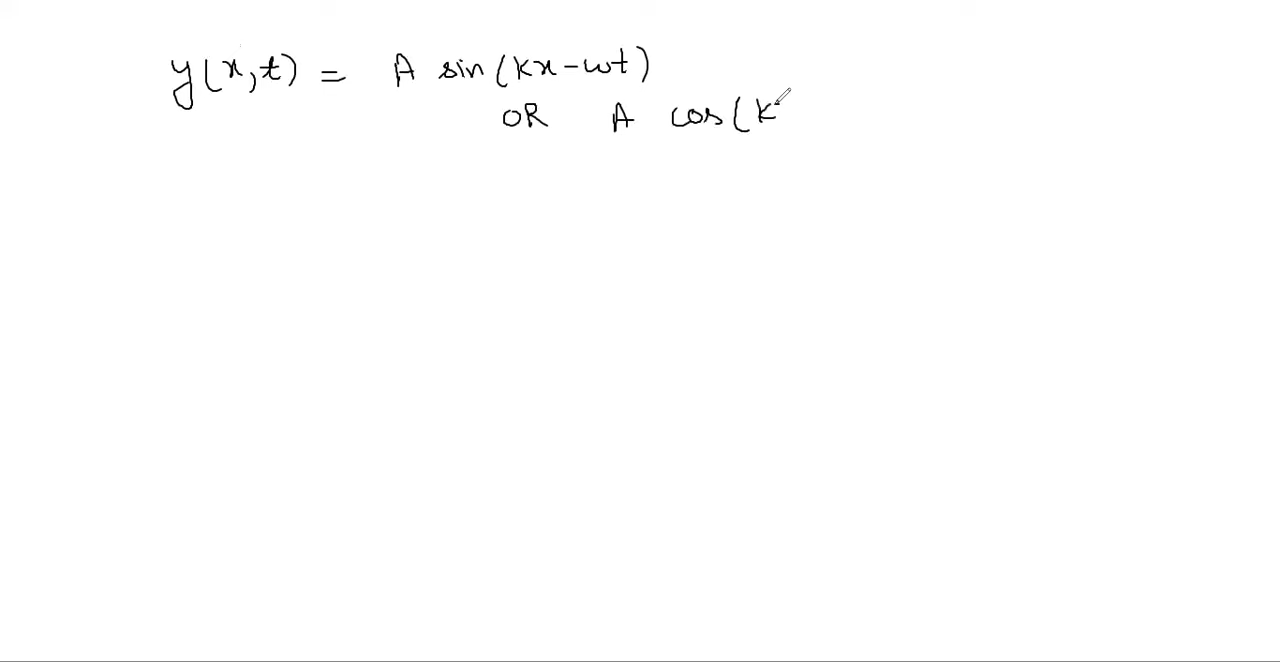 y(x,t) = A sin(kx-ωt)
OR A cos(k